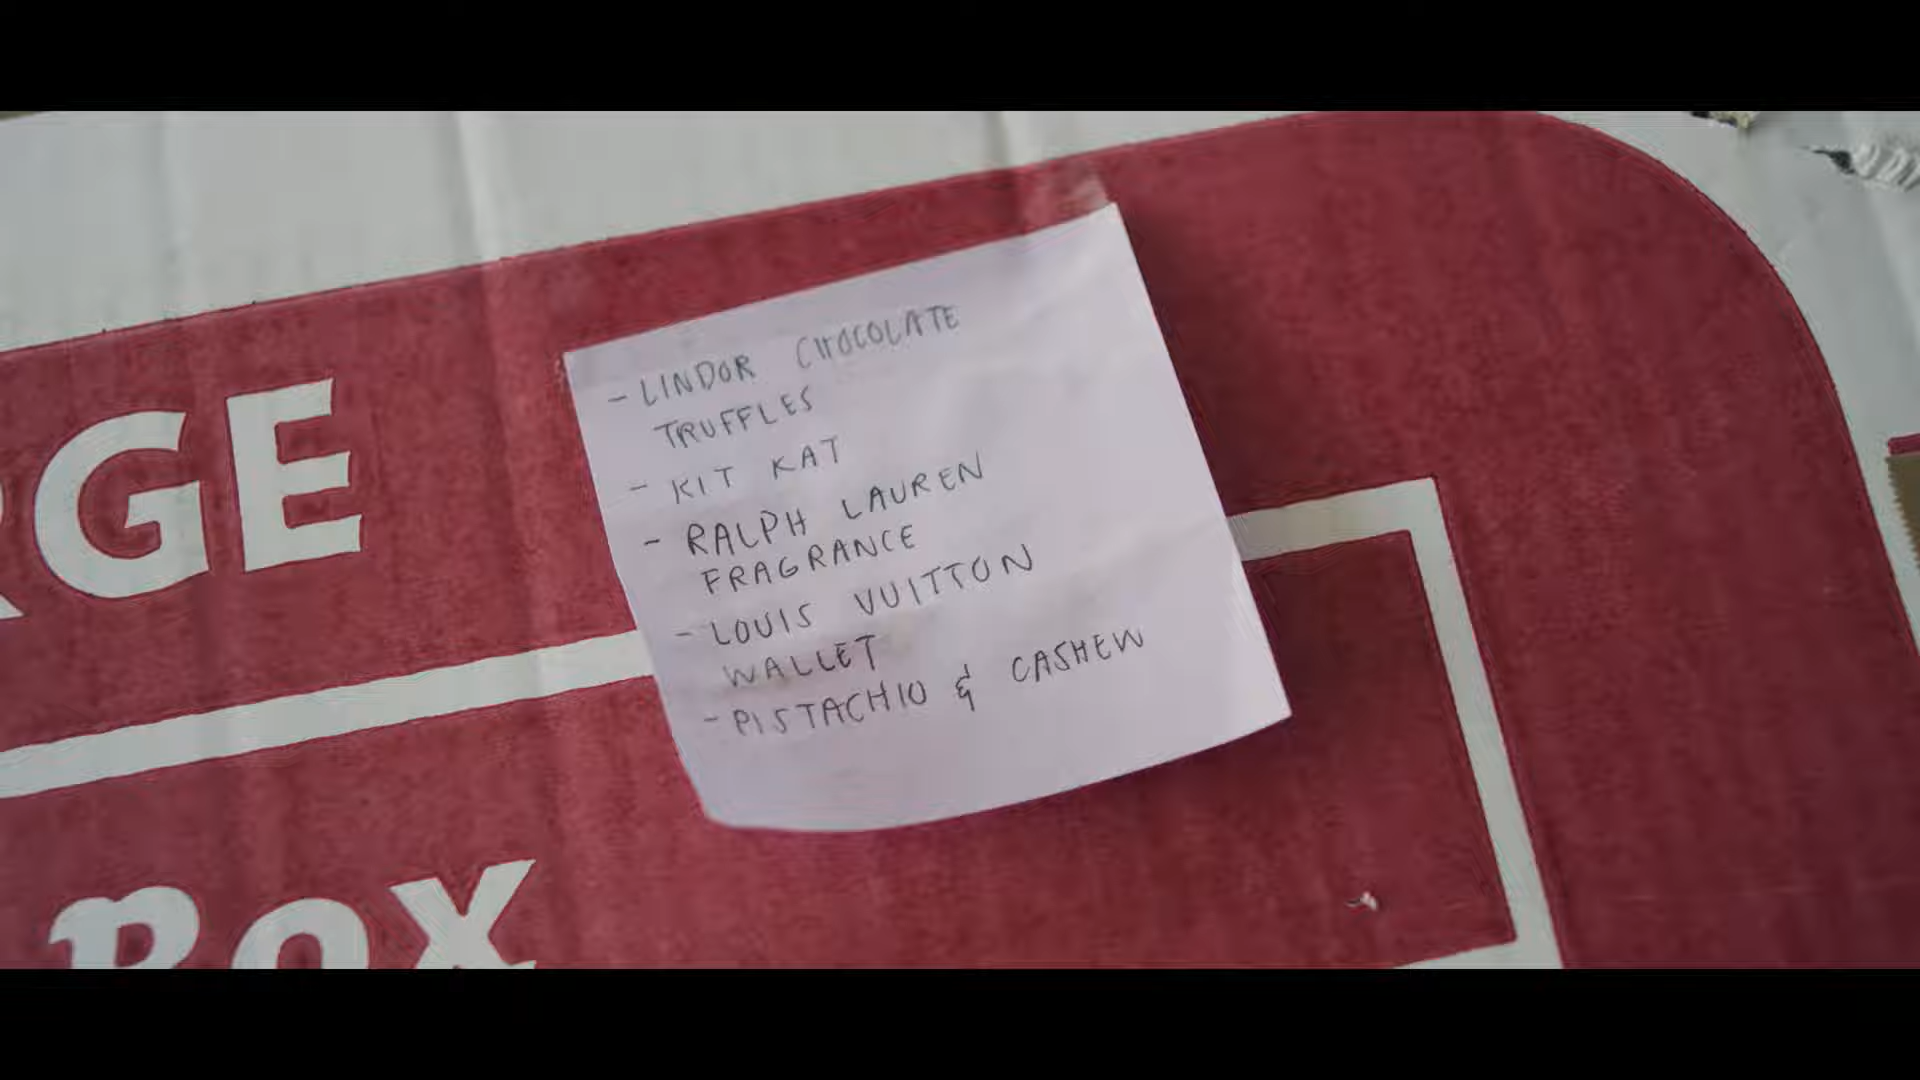 RGE
BOX
- LINDOR CHOCOLATE
TRUFFLES
- KIT KAT
- RALPH LAUREN
FRAGRANCE
- LOUIS VUITTON
WALLET
- PISTACHIO & CASHEW